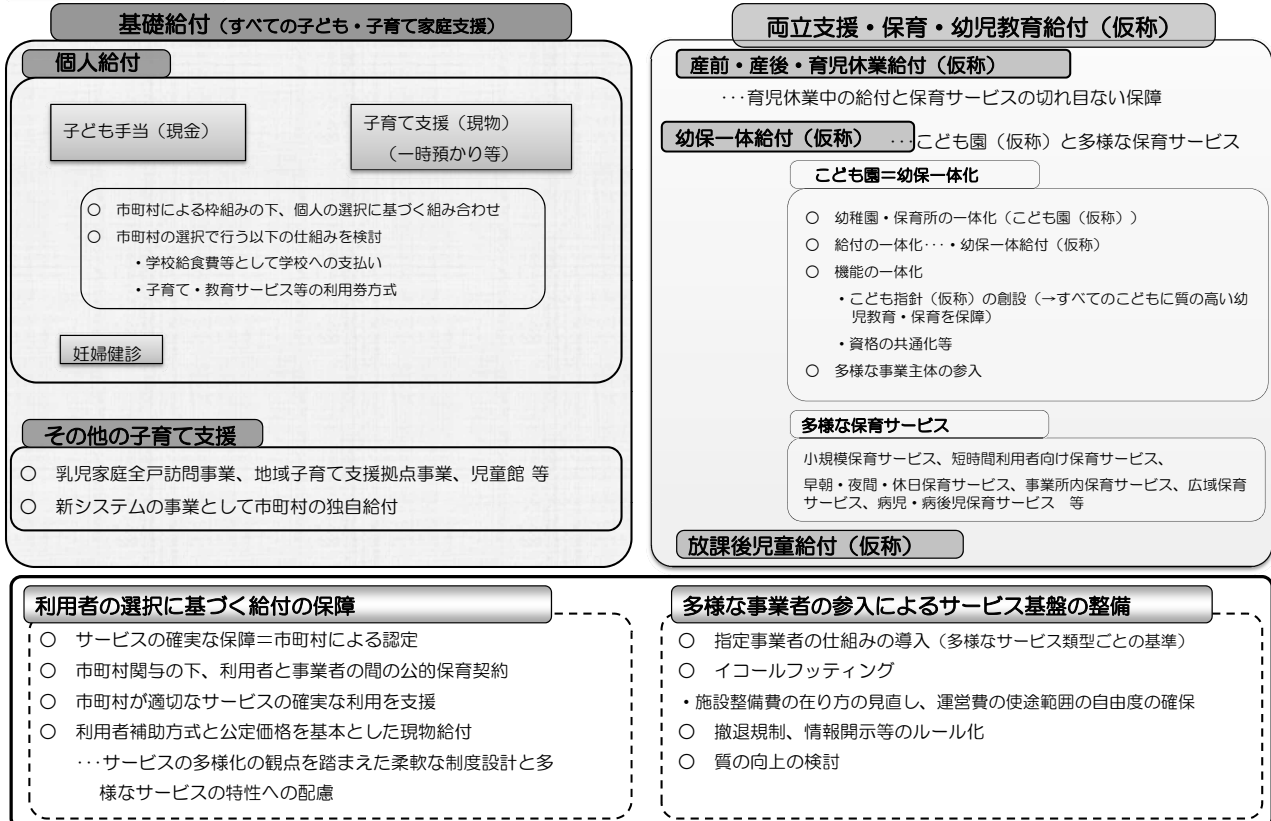 基礎給付（すべての子ども・子育て家庭支援）
個人給付
子ども手当（現金）
子育て支援（現物）
（一時預かり等）
○ 市町村による枠組みの下、個人の選択に基づく組み合わせ
○ 市町村の選択で行う以下の仕組みを検討
・学校給食費等として学校への支払い
・子育て・教育サービス等の利用券方式
妊婦健診
その他の子育て支援
○ 乳児家庭全戸訪問事業、地域子育て支援拠点事業、児童館 等
○ 新システムの事業として市町村の独自給付
両立支援・保育・幼児教育給付（仮称）
産前・産後・育児休業給付（仮称）
･･･育児休業中の給付と保育サービスの切れ目ない保障
幼保一体給付（仮称） ･･･こども園（仮称）と多様な保育サービス
こども園＝幼保一体化
○ 幼稚園・保育所の一体化（こども園（仮称））
○ 給付の一体化･･･・幼保一体給付（仮称）
○ 機能の一体化
・こども指針（仮称）の創設（→すべてのこどもに質の高い幼
児教育・保育を保障）
・資格の共通化等
○ 多様な事業主体の参入
多様な保育サービス
小規模保育サービス、短時間利用者向け保育サービス、
早朝・夜間・休日保育サービス、事業所内保育サービス、広域保育
サービス、病児・病後児保育サービス 等
放課後児童給付（仮称）
利用者の選択に基づく給付の保障
○ サービスの確実な保障＝市町村による認定
○ 市町村関与の下、利用者と事業者の間の公的保育契約
○ 市町村が適切なサービスの確実な利用を支援
○ 利用者補助方式と公定価格を基本とした現物給付
･･･サービスの多様化の観点を踏まえた柔軟な制度設計と多
様なサービスの特性への配慮
多様な事業者の参入によるサービス基盤の整備
○ 指定事業者の仕組みの導入（多様なサービス類型ごとの基準）
○ イコールフッティング
・施設整備費の在り方の見直し、運営費の使途範囲の自由度の確保
○ 撤退規制、情報開示等のルール化
○ 質の向上の検討